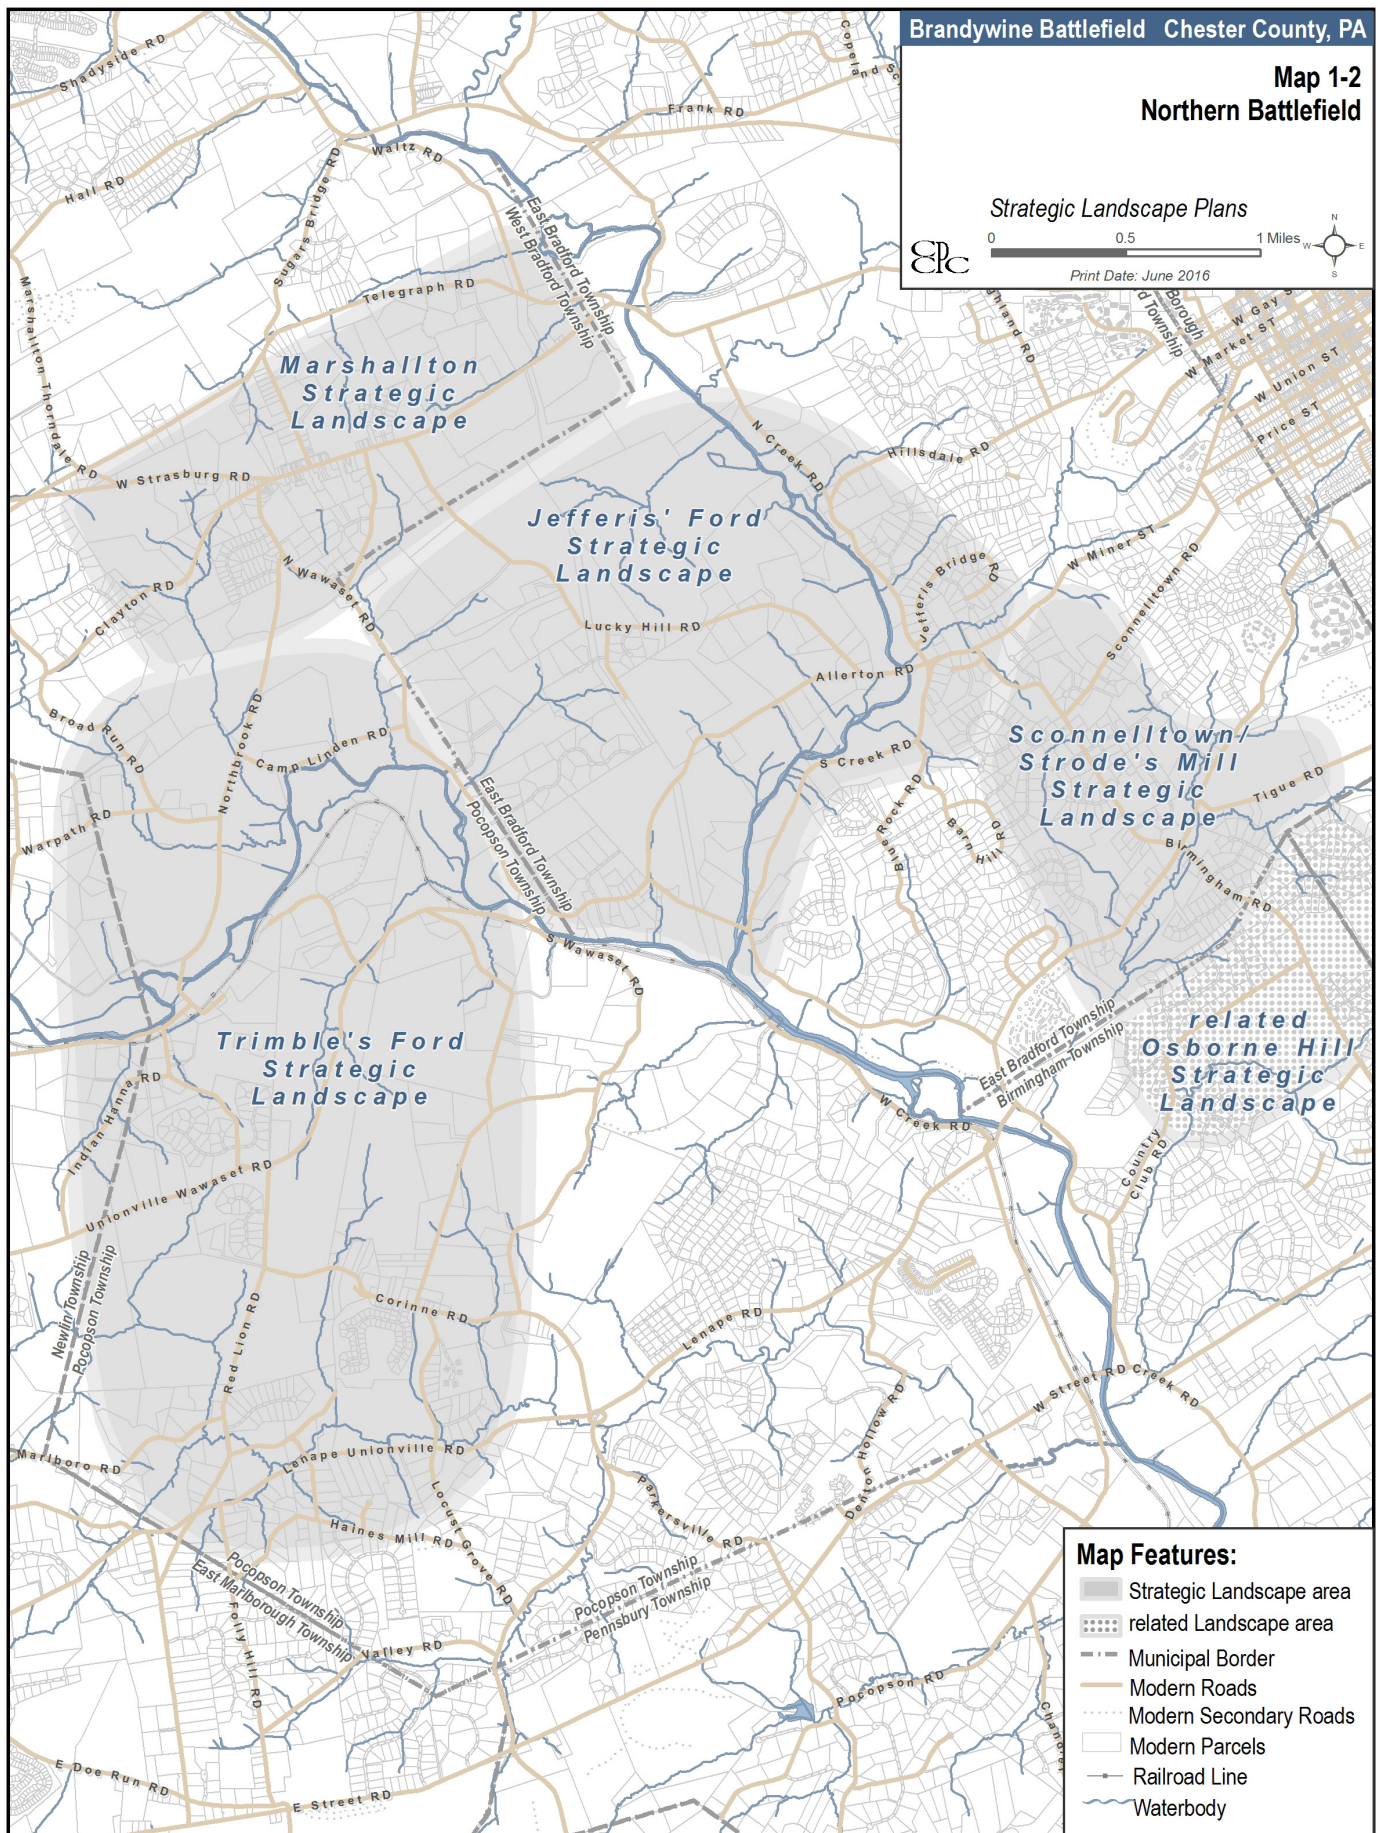 Brandywine Battlefield Chester County, PA
Map 1-2
Northern Battlefield
Strategic Landscape Plans
0 0.5 1 Miles
N
W E
S
CCPC
Print Date: June 2016
Shadyside RD
Copeland
Frank RD
Waltz RD
Hall RD
Sugars Bridge RD
East Bradford Township
West Bradford Township
Telegraph RD
Marshallton Thorndale RD
Borough
W Gay
W Market ST
W Union ST
Price ST
Marshallton
Strategic
Landscape
N Creek RD
Hillsdale RD
W Strasburg RD
Jefferis' Ford
Strategic
Landscape
W Miner ST
Jefferis Bridge RD
Sconnelltown RD
N Wawaset RD
Clayton RD
Lucky Hill RD
Allerton RD
Broad Run RD
Northbrook RD
Camp Linden RD
S Creek RD
Sconnelltown/
Strode's Mill
Strategic
Landscape
Tigue RD
East Bradford Township
Pocopson Township
Warpath RD
Blanis Rock RD
Barn Hill RD
Birmingham RD
S Wawaset RD
Trimble's Ford
Strategic
Landscape
related
Osborne Hill
Strategic
Landscape
East Bradford Township
Birmingham Township
W Creek RD
Indian Hanna RD
Country
Club RD
Unionville Wawaset RD
Newlin Township
Pocopson Township
Corinne RD
Red Lion RD
Lenape RD
W Street RD
Creek RD
Denton Hollow RD
Marlboro RD
Lenape Unionville RD
Locust Grove RD
Haines Mill RD
Parkersville RD
Pocopson Township
East Marlborough Township
Pocopson Township
Pennsbury Township
Folly Hill RD
Valley RD
Pocopson RD
E Doe Run RD
E Street RD
Map Features:
Strategic Landscape area
related Landscape area
Municipal Border
Modern Roads
Modern Secondary Roads
Modern Parcels
Railroad Line
Waterbody